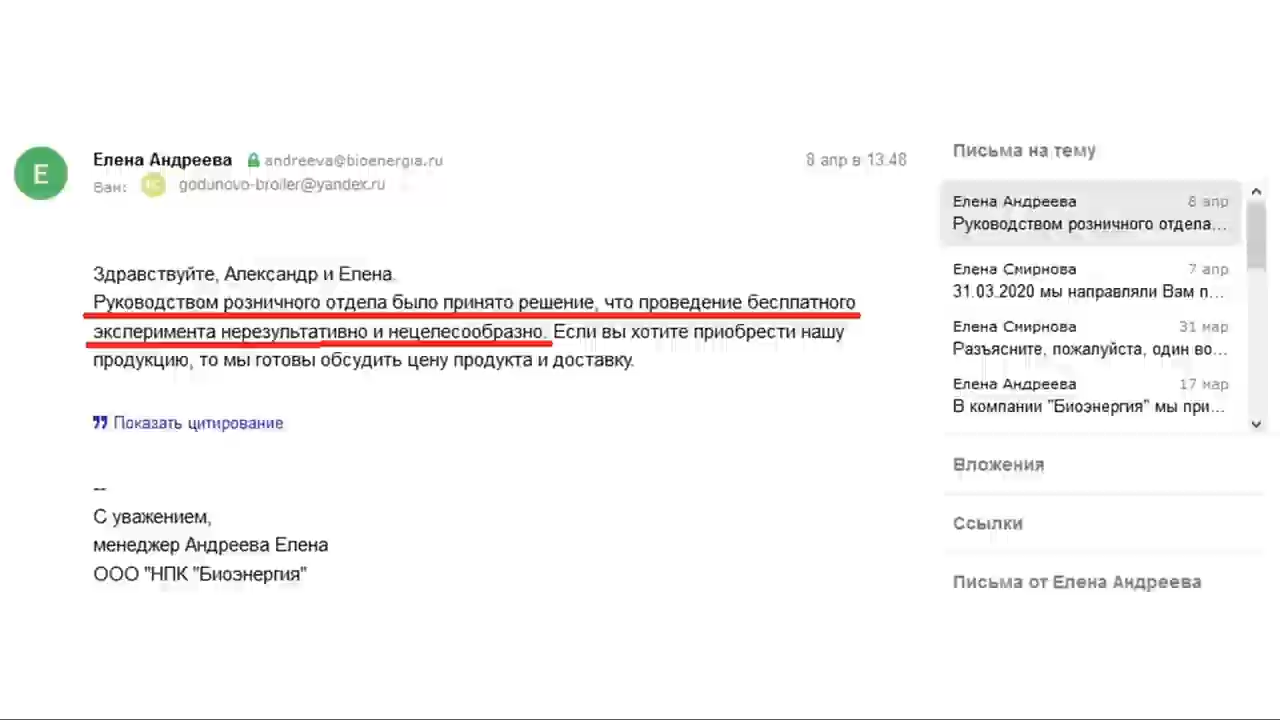 Елена Андреева andreeva@bioenergia.ru
8 апр в 13:48
E
Вам: godunovo-broiler@yandex.ru
Здравствуйте, Александр и Елена.
Руководством розничного отдела было принято решение, что проведение бесплатного
эксперимента нерезультативно и нецелесообразно. Если вы хотите приобрести нашу
продукцию, то мы готовы обсудить цену продукта и доставку.
Показать цитирование
--
С уважением,
менеджер Андреева Елена
ООО "НПК "Биоэнергия"
Письма на тему
Елена Андреева 8 апр
Руководством розничного отдела...
Елена Смирнова 7 апр
31.03.2020 мы направляли Вам п...
Елена Смирнова 31 мар
Разъясните, пожалуйста, один во...
Елена Андреева 17 мар
В компании "Биоэнергия" мы при...
Вложения
Ссылки
Письма от Елена Андреева